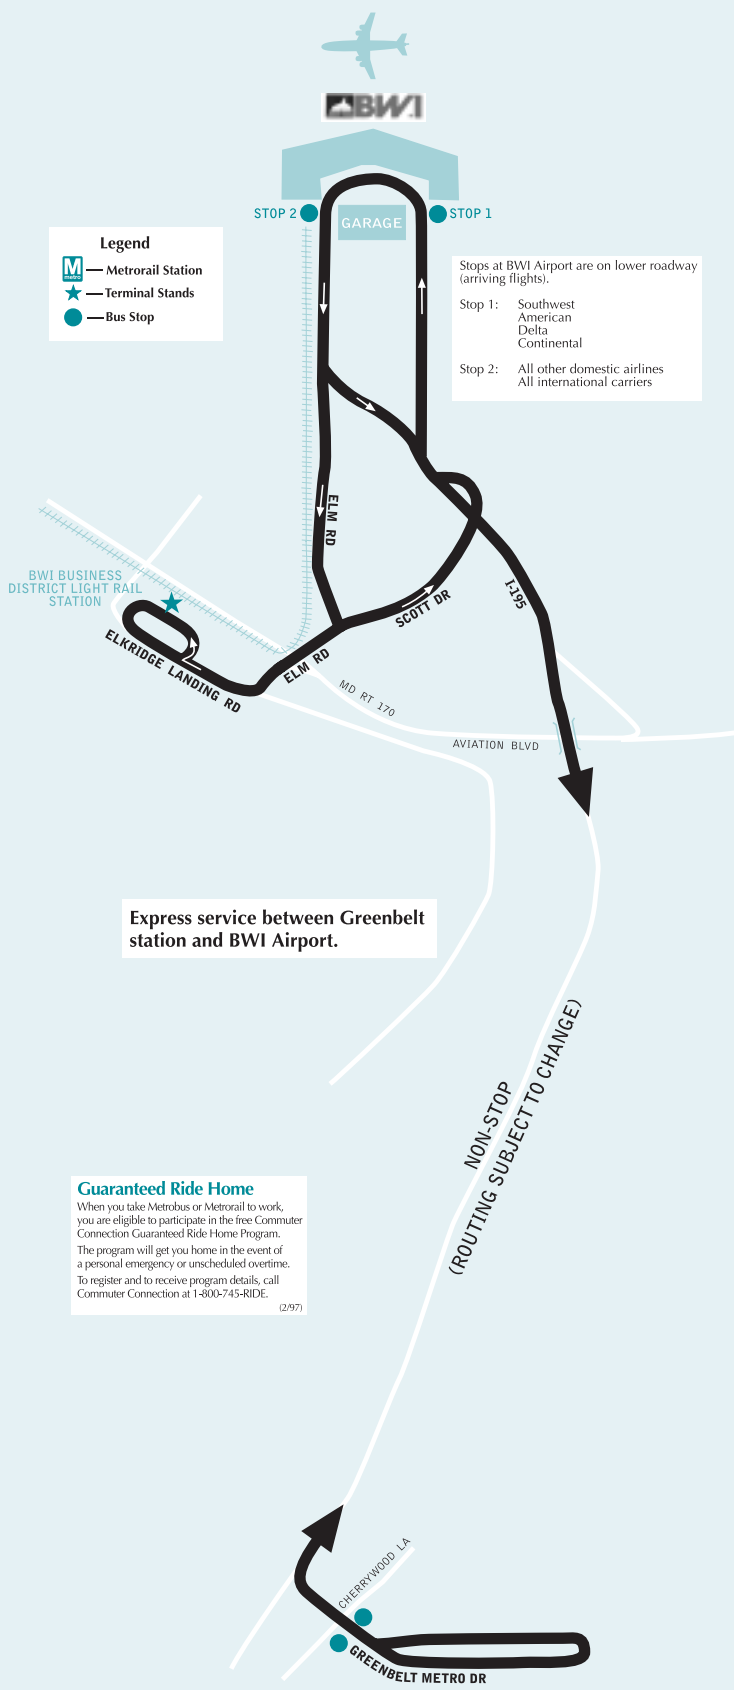 BWI
STOP 2
GARAGE
STOP 1
Legend
M
metro
Metrorail Station
Terminal Stands
Bus Stop
Stops at BWI Airport are on lower roadway
(arriving flights).
Stop 1: Southwest
American
Delta
Continental
Stop 2: All other domestic airlines
All international carriers
ELM RD
BWI BUSINESS
DISTRICT LIGHT RAIL
STATION
I-195
SCOTT DR
ELKRIDGE LANDING RD
ELM RD
MD RT 170
AVIATION BLVD
Express service between Greenbelt
station and BWI Airport.
NON-STOP
(ROUTING SUBJECT TO CHANGE)
Guaranteed Ride Home
When you take Metrobus or Metrorail to work,
you are eligible to participate in the free Commuter
Connection Guaranteed Ride Home Program.
The program will get you home in the event of
a personal emergency or unscheduled overtime.
To register and to receive program details, call
Commuter Connection at 1-800-745-RIDE.
(2/97)
CHERRYWOOD LA
GREENBELT METRO DR